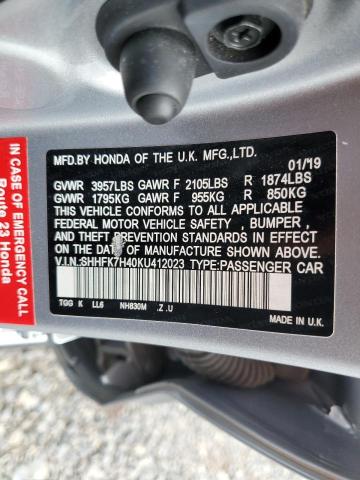 MFD.BY HONDA OF THE U.K. MFG.,LTD. 01/19
GVWR 3957LBS GAWR F 2105LBS R 1874LBS
GVWR 1795KG GAWR F 955KG R 850KG
THIS VEHICLE CONFORMS TO ALL APPLICABLE
FEDERAL MOTOR VEHICLE SAFETY , BUMPER ,
AND THEFT PREVENTION STANDARDS IN EFFECT
ON THE DATE OF MANUFACTURE SHOWN ABOVE.
V.I.N.:SHHFK7H40KU412023 TYPE:PASSENGER CAR
TGG K LL6 NH830M .Z .U
MADE IN U.K.
IN CASE OF EMERGENCY CALL
Route 23 Honda